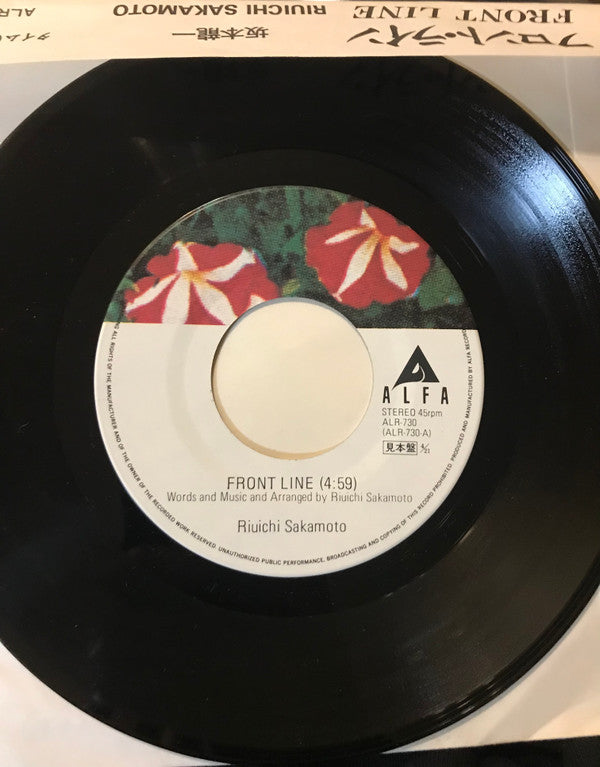 フロント・ライン
FRONT LINE
坂本龍一
RIUICHI SAKAMOTO
ALFA
STEREO 45rpm
ALR-730
(ALR-730-A)
見本盤 4/21
FRONT LINE (4:59)
Words and Music and Arranged by Riuichi Sakamoto
Riuichi Sakamoto
ALL RIGHTS OF THE MANUFACTURER AND OF THE OWNER OF THE RECORDED WORK RESERVED. UNAUTHORIZED PUBLIC PERFORMANCE, BROADCASTING AND COPYING OF THIS RECORD PROHIBITED. PRODUCED AND MANUFACTURED BY ALFA RECORDS